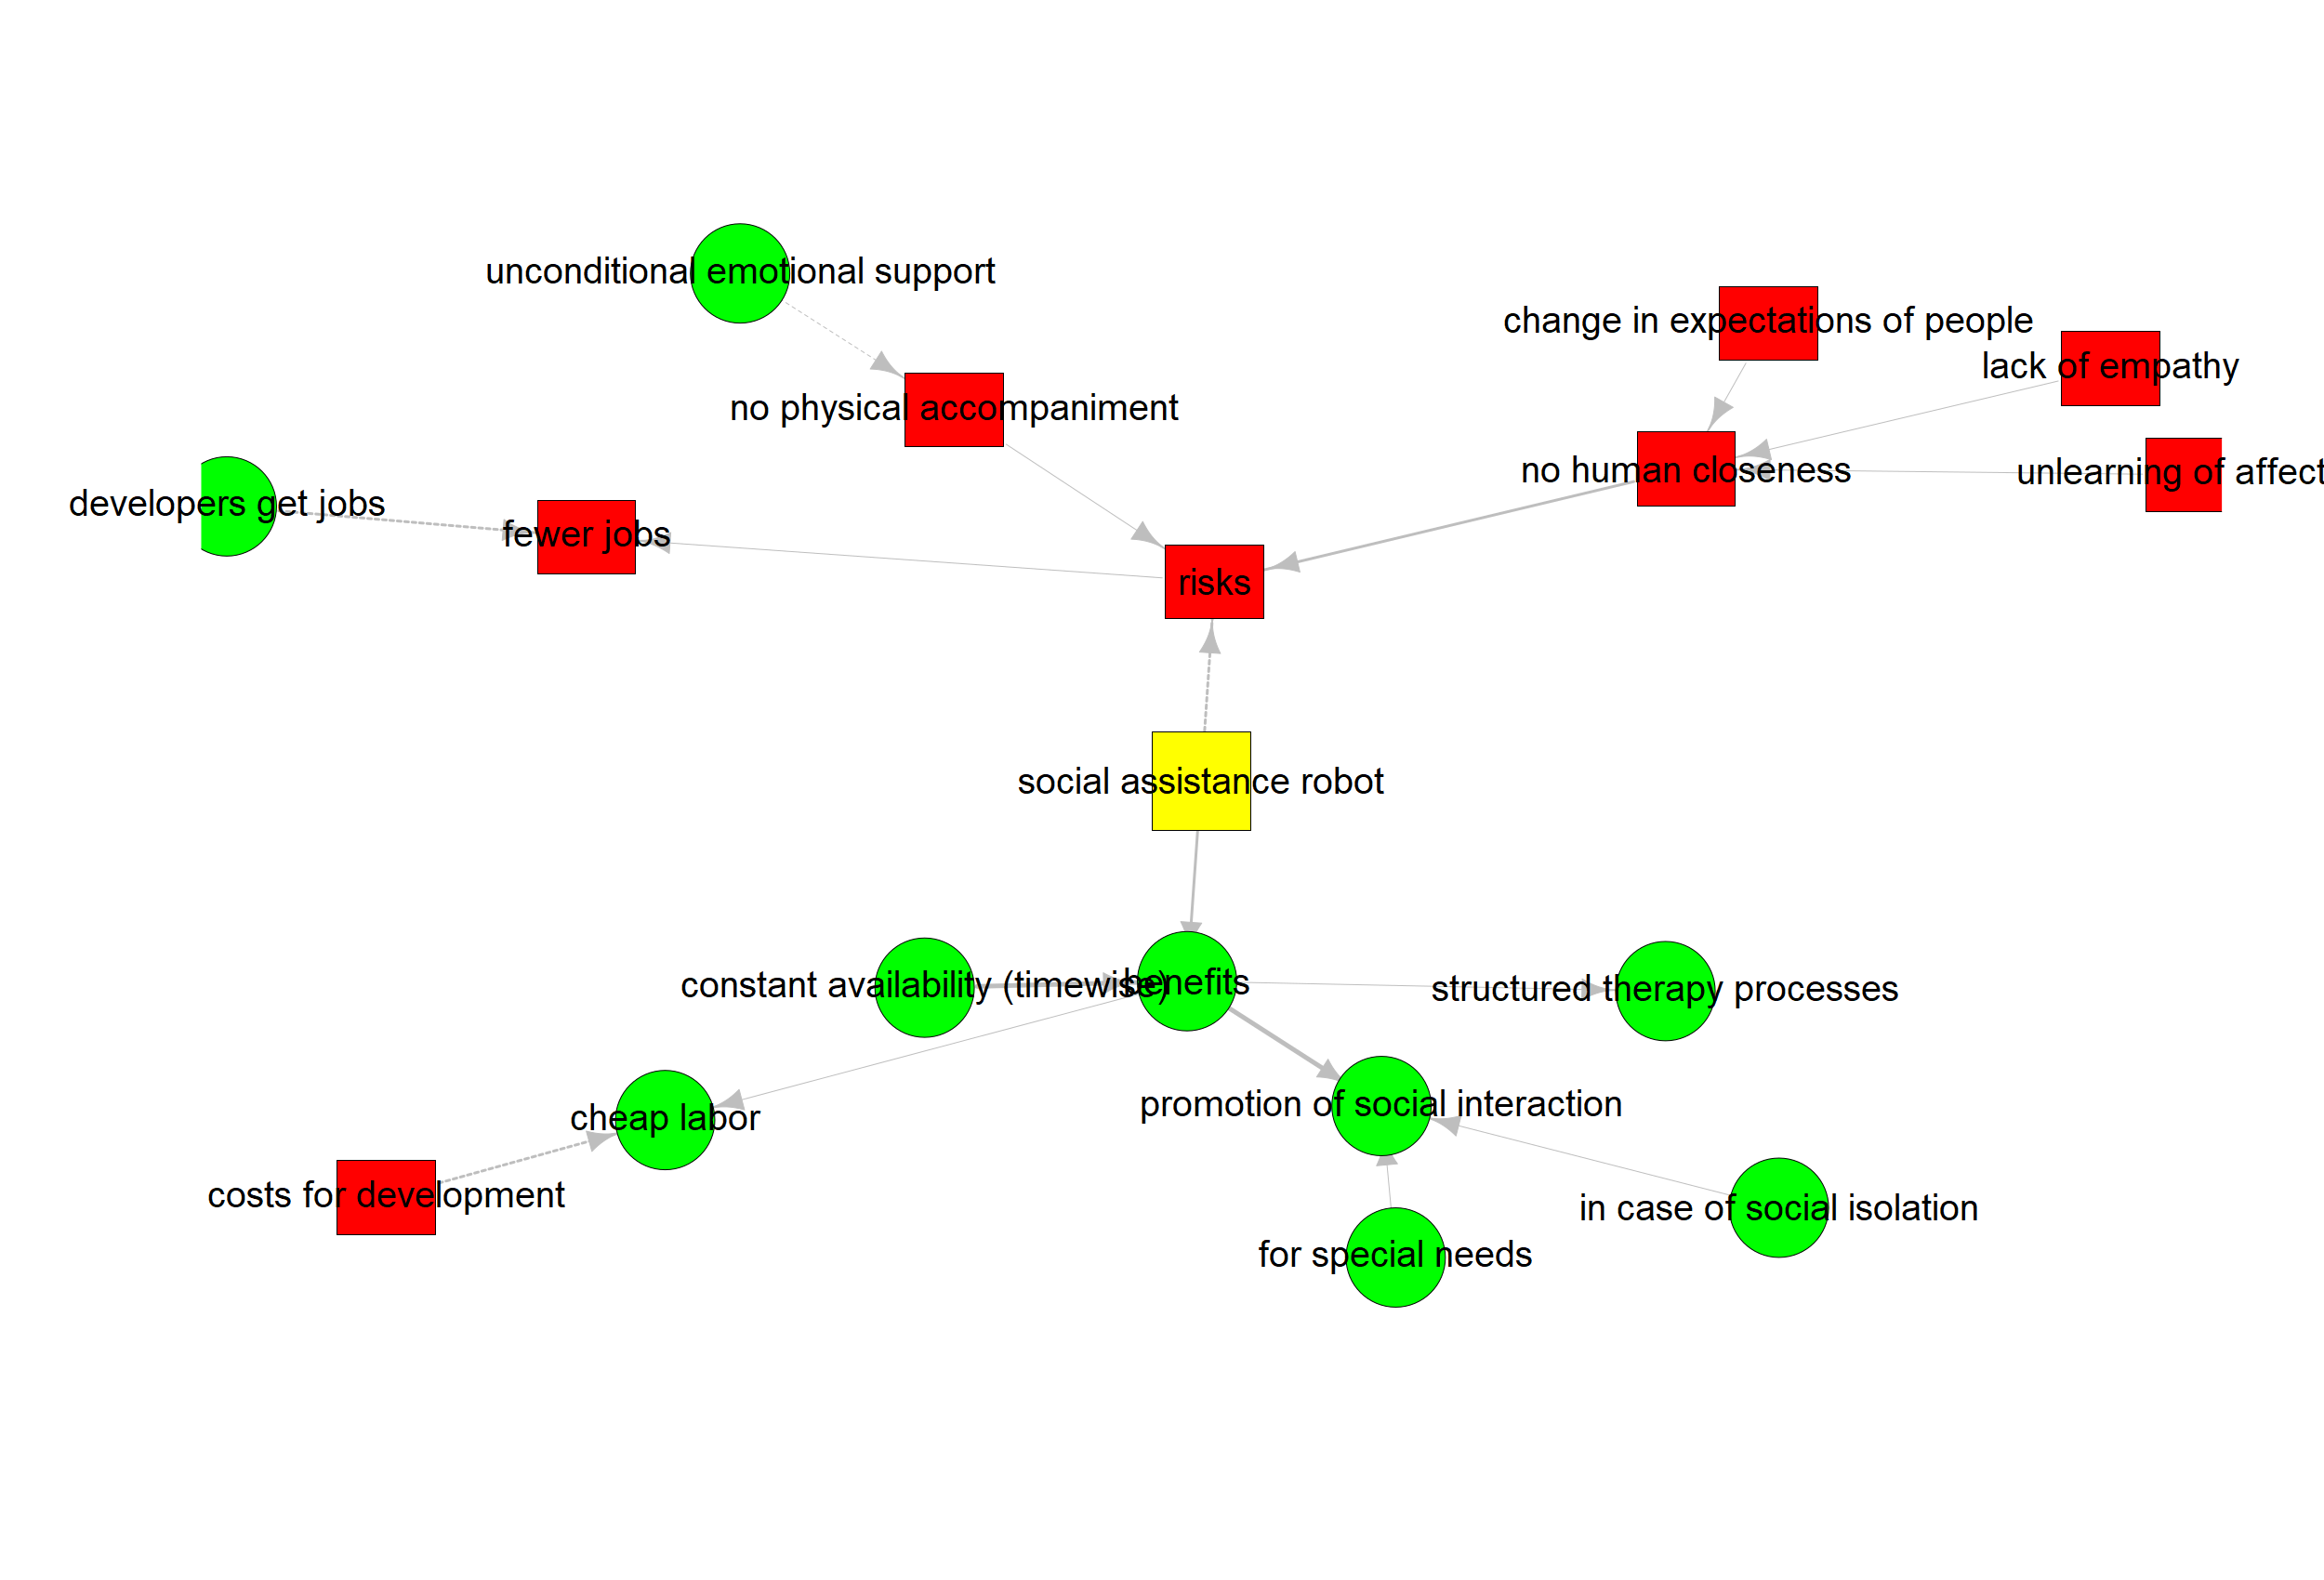 unconditional emotional support
change in expectations of people
lack of empathy
no physical accompaniment
no human closeness
unlearning of affect
developers get jobs
fewer jobs
risks
social assistance robot
constant availability (timewise)
benefits
structured therapy processes
promotion of social interaction
cheap labor
costs for development
in case of social isolation
for special needs